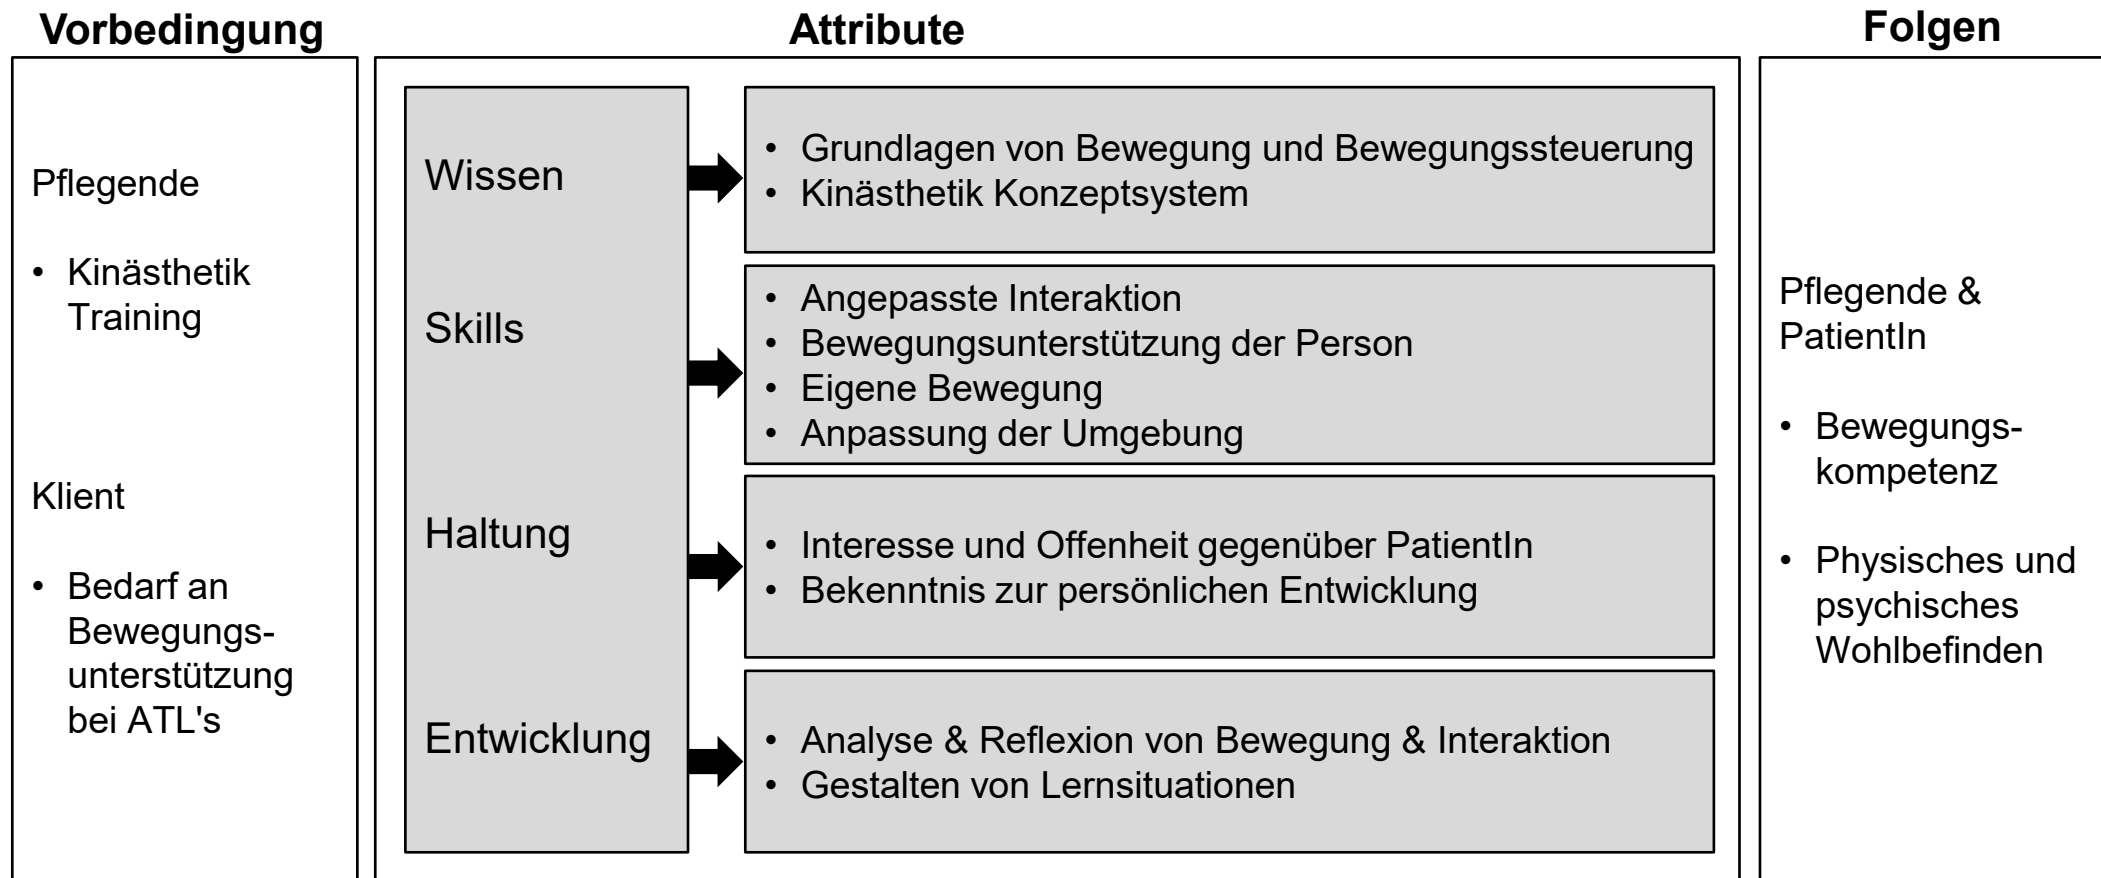 Vorbedingung
Pflegende
• Kinästhetik
Training
Klient
• Bedarf an
Bewegungs-
unterstützung
bei ATL's
Attribute
Wissen
• Grundlagen von Bewegung und Bewegungssteuerung
• Kinästhetik Konzeptsystem
Skills
• Angepasste Interaktion
• Bewegungsunterstützung der Person
• Eigene Bewegung
• Anpassung der Umgebung
Haltung
• Interesse und Offenheit gegenüber PatientIn
• Bekenntnis zur persönlichen Entwicklung
Entwicklung
• Analyse & Reflexion von Bewegung & Interaktion
• Gestalten von Lernsituationen
Folgen
Pflegende &
PatientIn
• Bewegungs-
kompetenz
• Physisches und
psychisches
Wohlbefinden